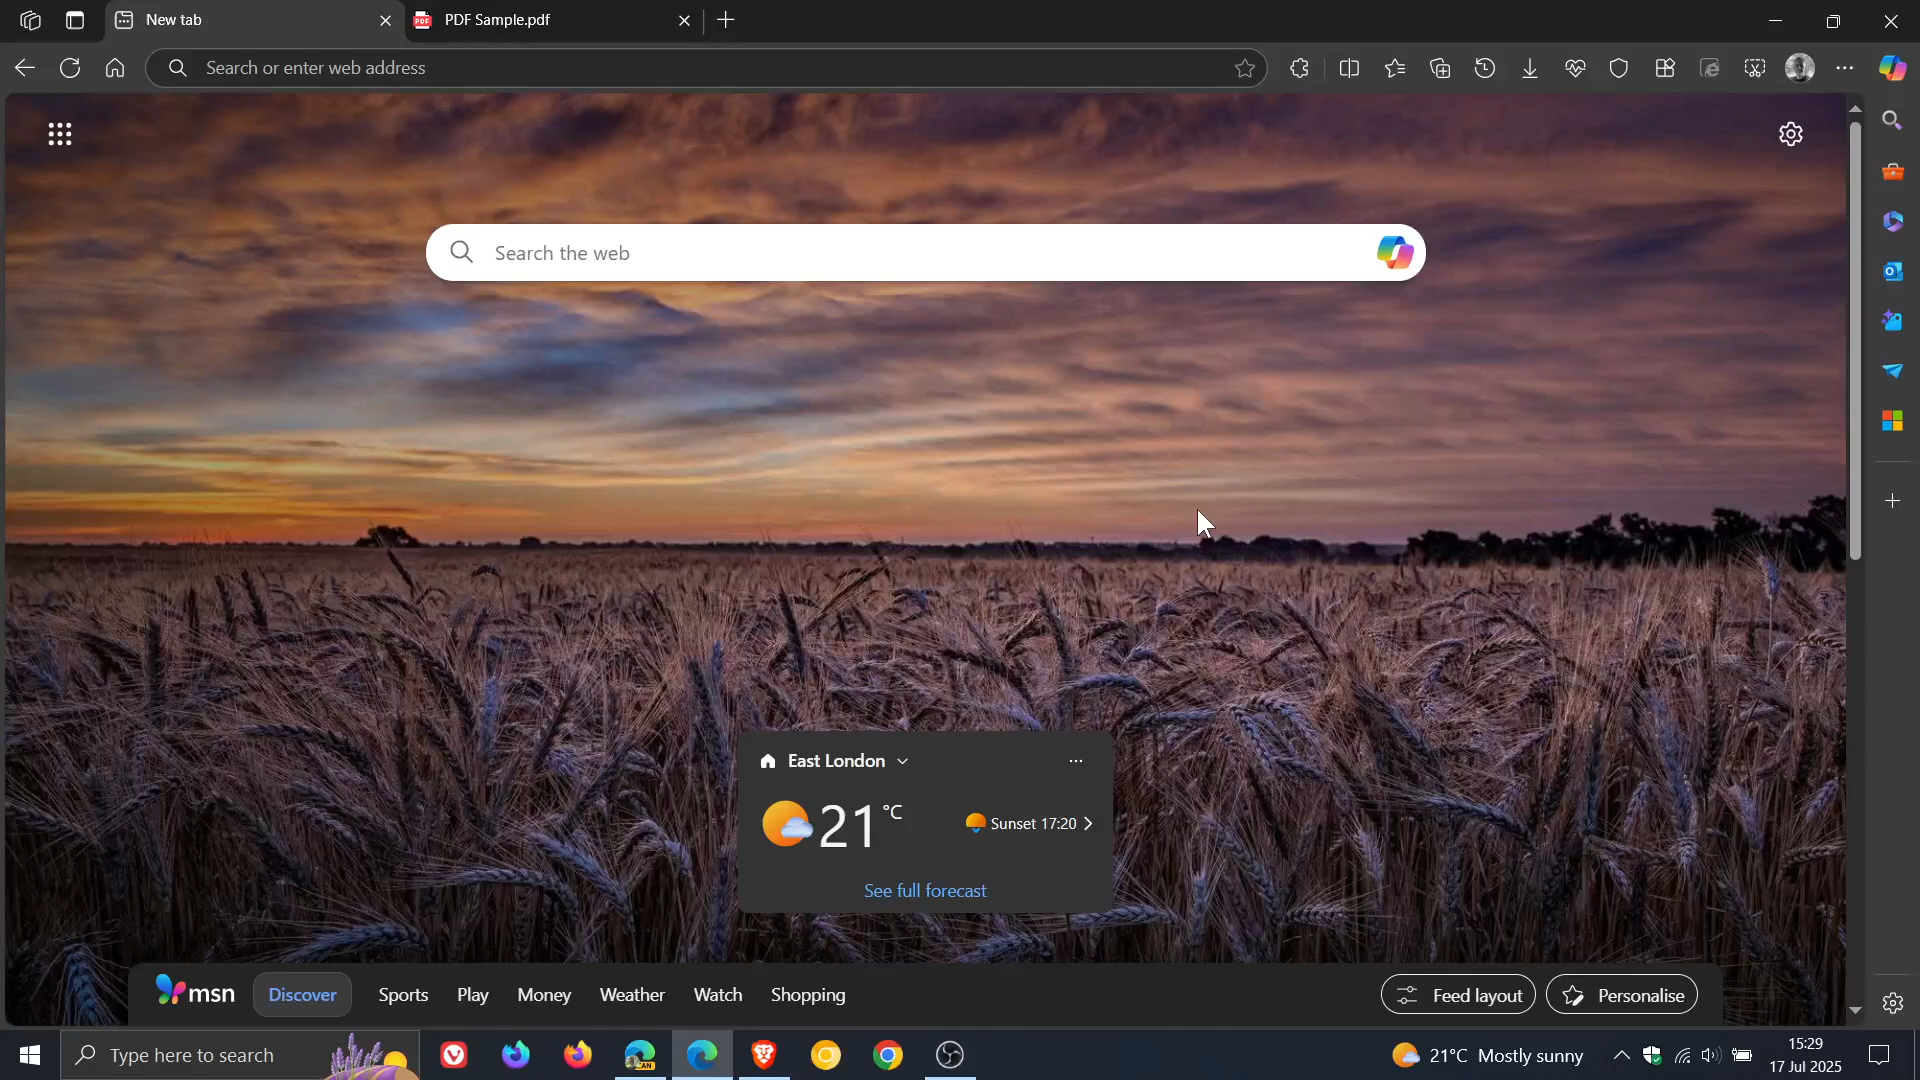 New tab
PDF Sample.pdf
Search or enter web address
Search the web
East London
21 °C
Sunset 17:20
See full forecast
msn
Discover
Sports
Play
Money
Weather
Watch
Shopping
Feed layout
Personalise
Type here to search
CAN
21°C Mostly sunny
15:29
17 Jul 2025